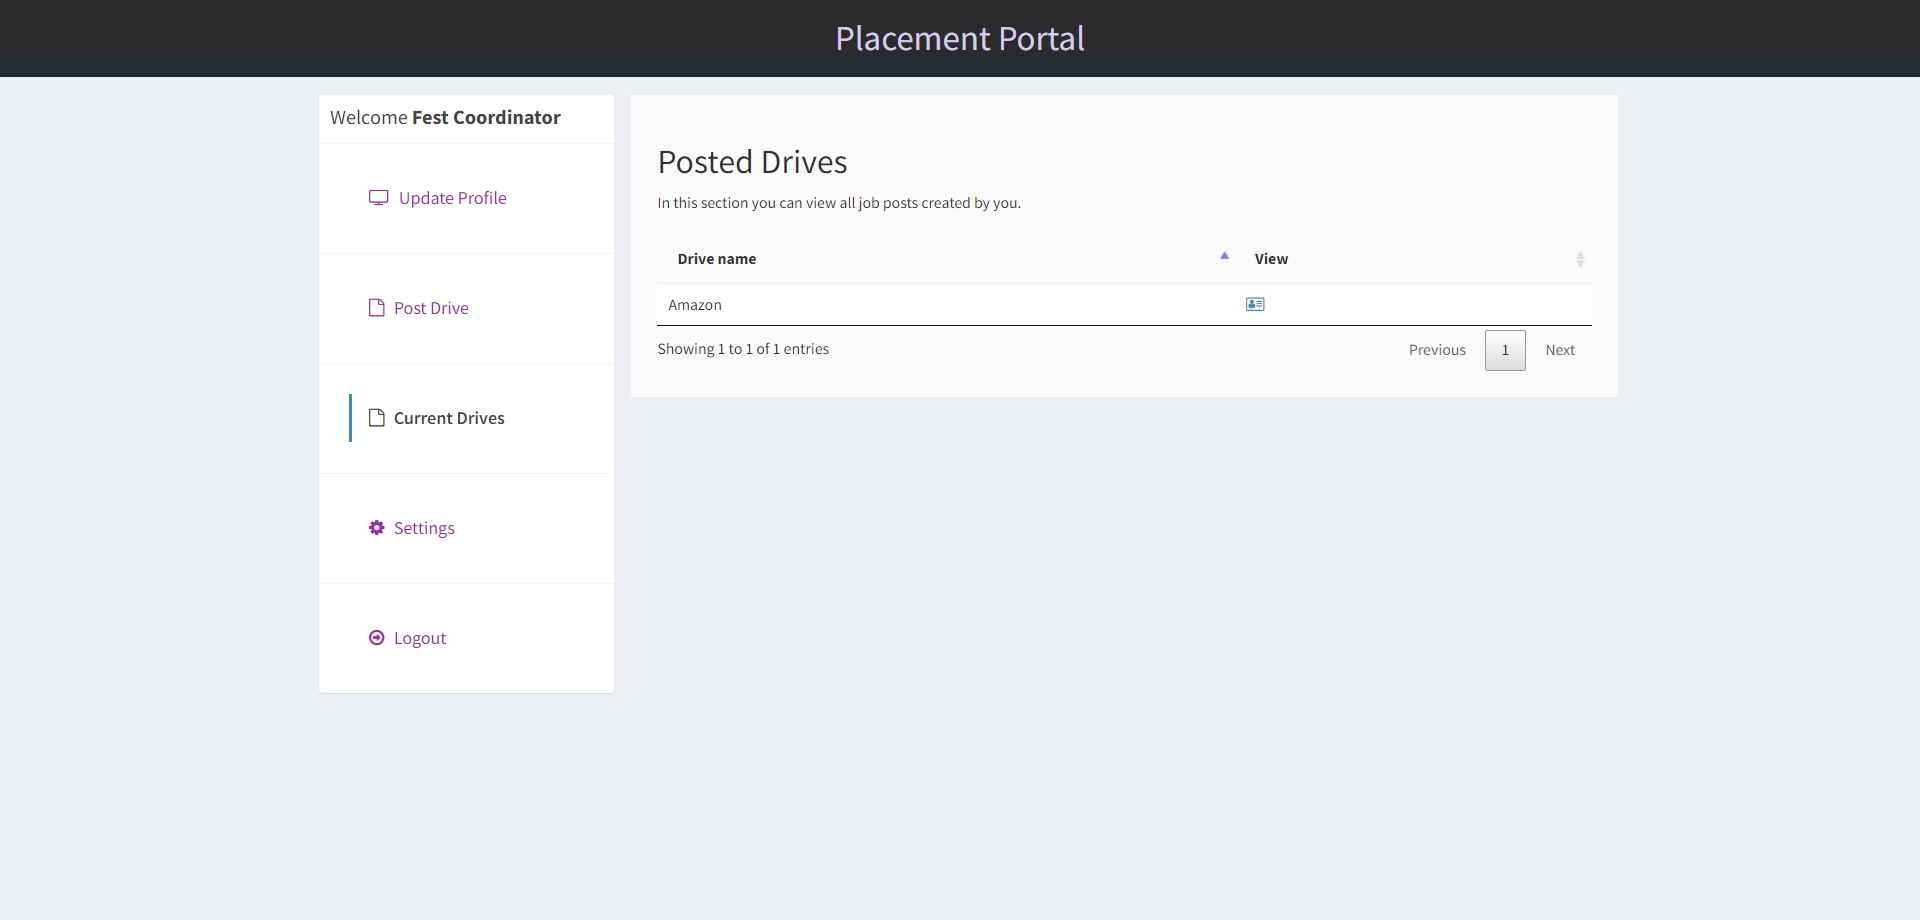 Placement Portal
Welcome Fest Coordinator
Update Profile
Post Drive
Current Drives
Settings
Logout
Posted Drives
In this section you can view all job posts created by you.
Drive name View
Amazon
Showing 1 to 1 of 1 entries
Previous 1 Next